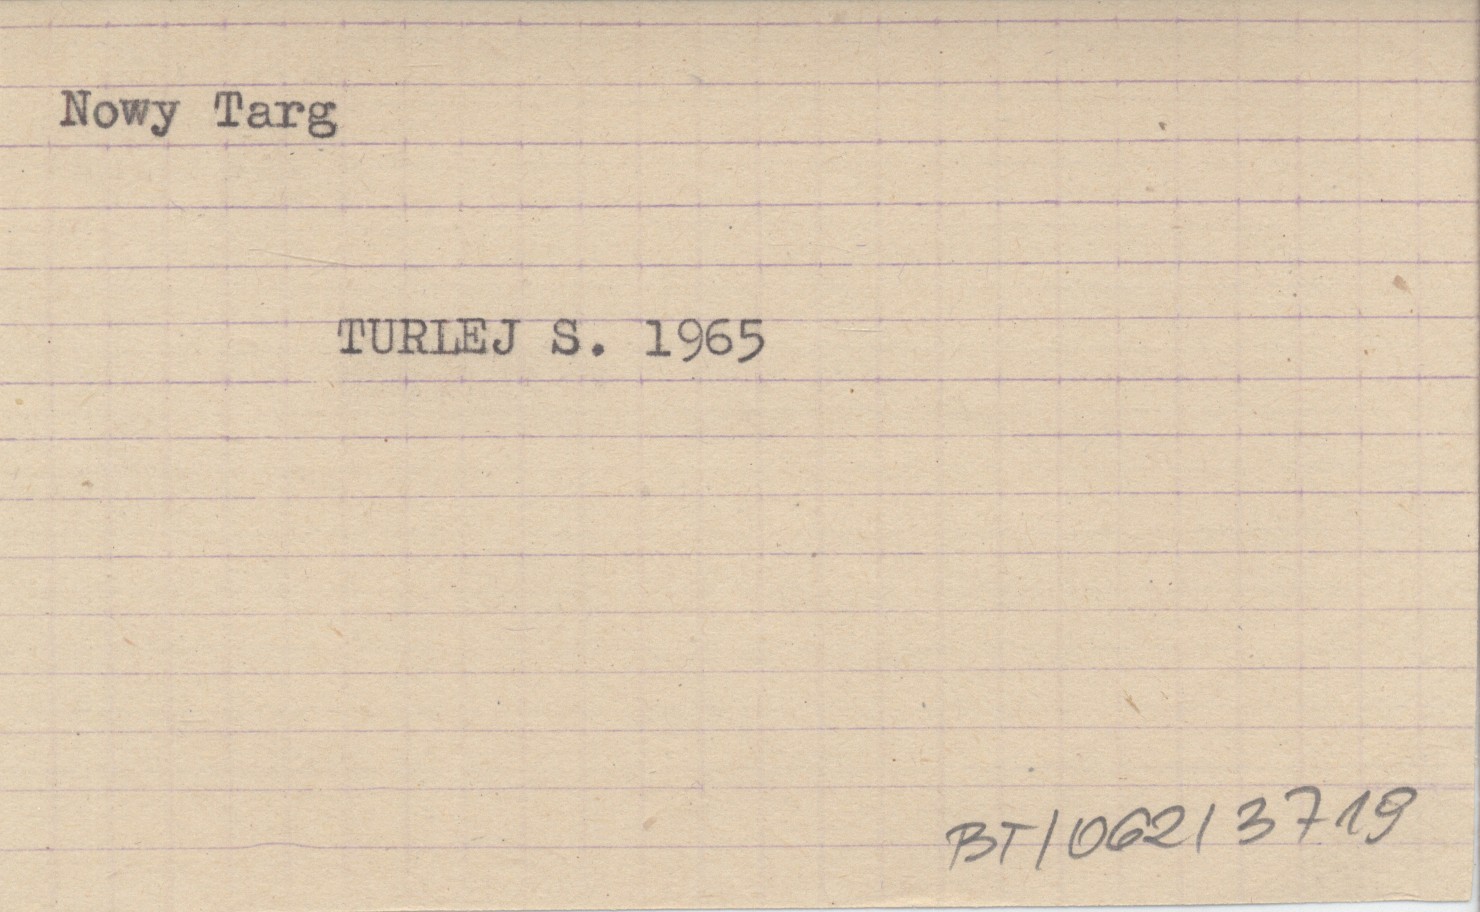 Nowy Targ
TURLEJ S. 1965
BT/062/3719